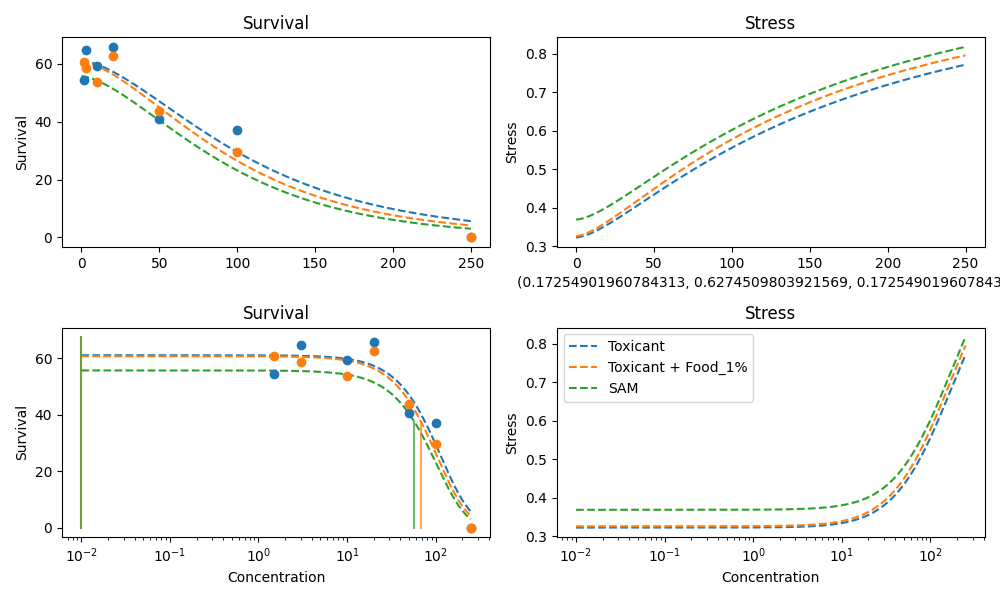 Survival
Survival
60
40
20
0
0 50 100 150 200 250
Stress
Stress
0.8
0.7
0.6
0.5
0.4
0.3
0 50 100 150 200 250
(0.17254901960784313, 0.6274509803921569, 0.172549019607843
Survival
Survival
60
40
20
0
10⁻² 10⁻¹ 10⁰ 10¹ 10²
Concentration
Stress
Stress
0.8
0.7
0.6
0.5
0.4
0.3
Toxicant
Toxicant + Food_1%
SAM
10⁻² 10⁻¹ 10⁰ 10¹ 10²
Concentration